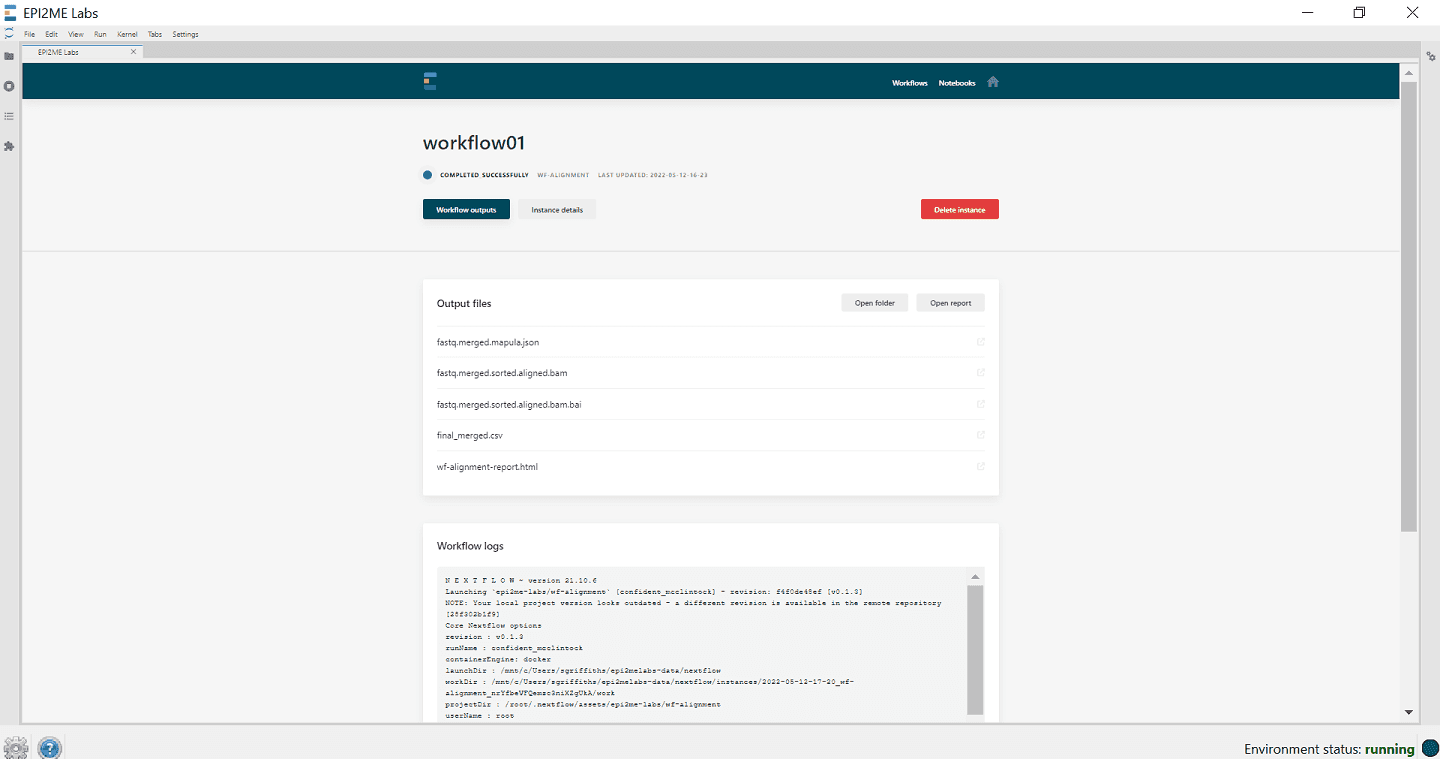 EPI2ME Labs
File Edit View Run Kernel Tabs Settings
EPI2ME Labs
Workflows Notebooks
workflow01
COMPLETED SUCCESSFULLY WF-ALIGNMENT LAST UPDATED: 2022-05-12-16-23
Workflow outputs Instance details Delete instance
Output files Open folder Open report
fastq.merged.mapula.json
fastq.merged.sorted.aligned.bam
fastq.merged.sorted.aligned.bam.bai
final_merged.csv
wf-alignment-report.html
Workflow logs
N E X T F L O W ~ version 21.10.6
Launching `epi2me-labs/wf-alignment` [confident_mcclintock] - revision: f4f0de48ef [v0.1.3]
NOTE: Your local project version looks outdated - a different revision is available in the remote repository
[28f302b1f9]
Core Nextflow options
revision : v0.1.3
runName : confident_mcclintock
containerEngine: docker
launchDir : /mnt/c/Users/sgriffiths/epi2melabs-data/nextflow
workDir : /mnt/c/Users/sgriffiths/epi2melabs-data/nextflow/instances/2022-05-12-17-20_wf-
alignment_nrYfbeVFQemsc3niXZgUkA/work
projectDir : /root/.nextflow/assets/epi2me-labs/wf-alignment
userName : root
Environment status: running